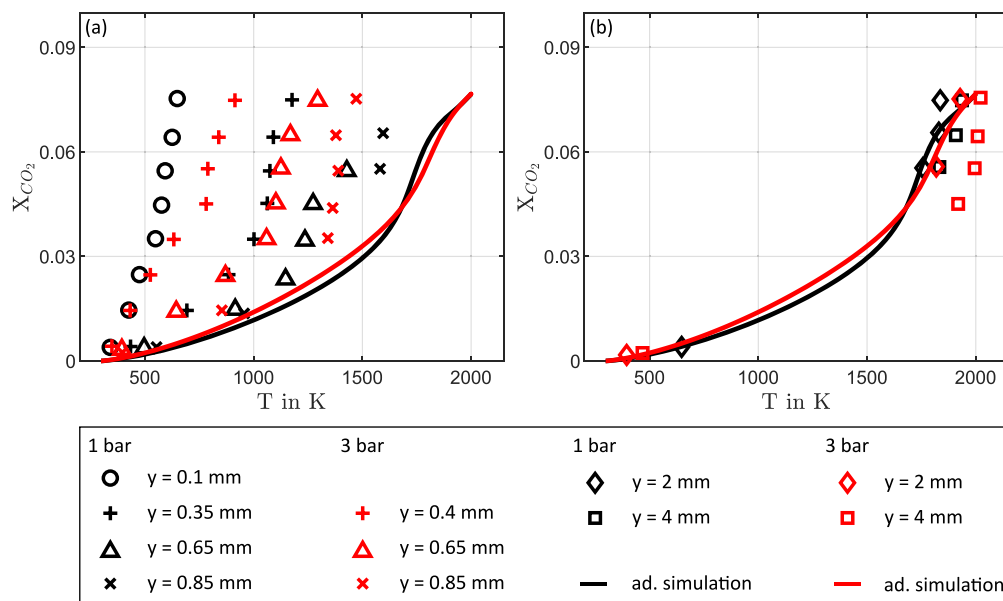 (a)
(b)
0.09
0.06
0.03
0
X_{CO_2}
500 1000 1500 2000
T in K
0.09
0.06
0.03
0
X_{CO_2}
500 1000 1500 2000
T in K
1 bar 3 bar 1 bar 3 bar
y = 0.1 mm y = 2 mm y = 2 mm
y = 0.35 mm y = 0.4 mm y = 4 mm y = 4 mm
y = 0.65 mm y = 0.65 mm
y = 0.85 mm y = 0.85 mm ad. simulation ad. simulation